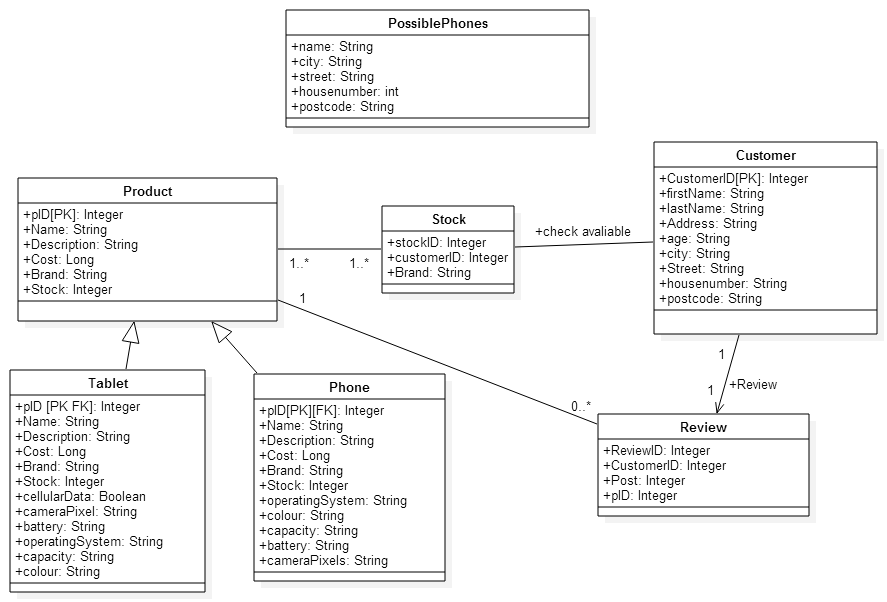 PossiblePhones
+name: String
+city: String
+street: String
+housenumber: int
+postcode: String
Customer
+CustomerID[PK]: Integer
+firstName: String
+lastName: String
+Address: String
+age: String
+city: String
+Street: String
+housenumber: String
+postcode: String
Product
+pID[PK]: Integer
+Name: String
+Description: String
+Cost: Long
+Brand: String
+Stock: Integer
Stock
+stockID: Integer
+customerID: Integer
+Brand: String
+check avaliable
1..*
1..*
1
0..*
1
1
+Review
Tablet
+pID [PK FK]: Integer
+Name: String
+Description: String
+Cost: Long
+Brand: String
+Stock: Integer
+cellularData: Boolean
+cameraPixel: String
+battery: String
+operatingSystem: String
+capacity: String
+colour: String
Phone
+pID[PK][FK]: Integer
+Name: String
+Description: String
+Cost: Long
+Brand: String
+Stock: Integer
+operatingSystem: String
+colour: String
+capacity: String
+battery: String
+cameraPixels: String
Review
+ReviewID: Integer
+CustomerID: Integer
+Post: Integer
+pID: Integer